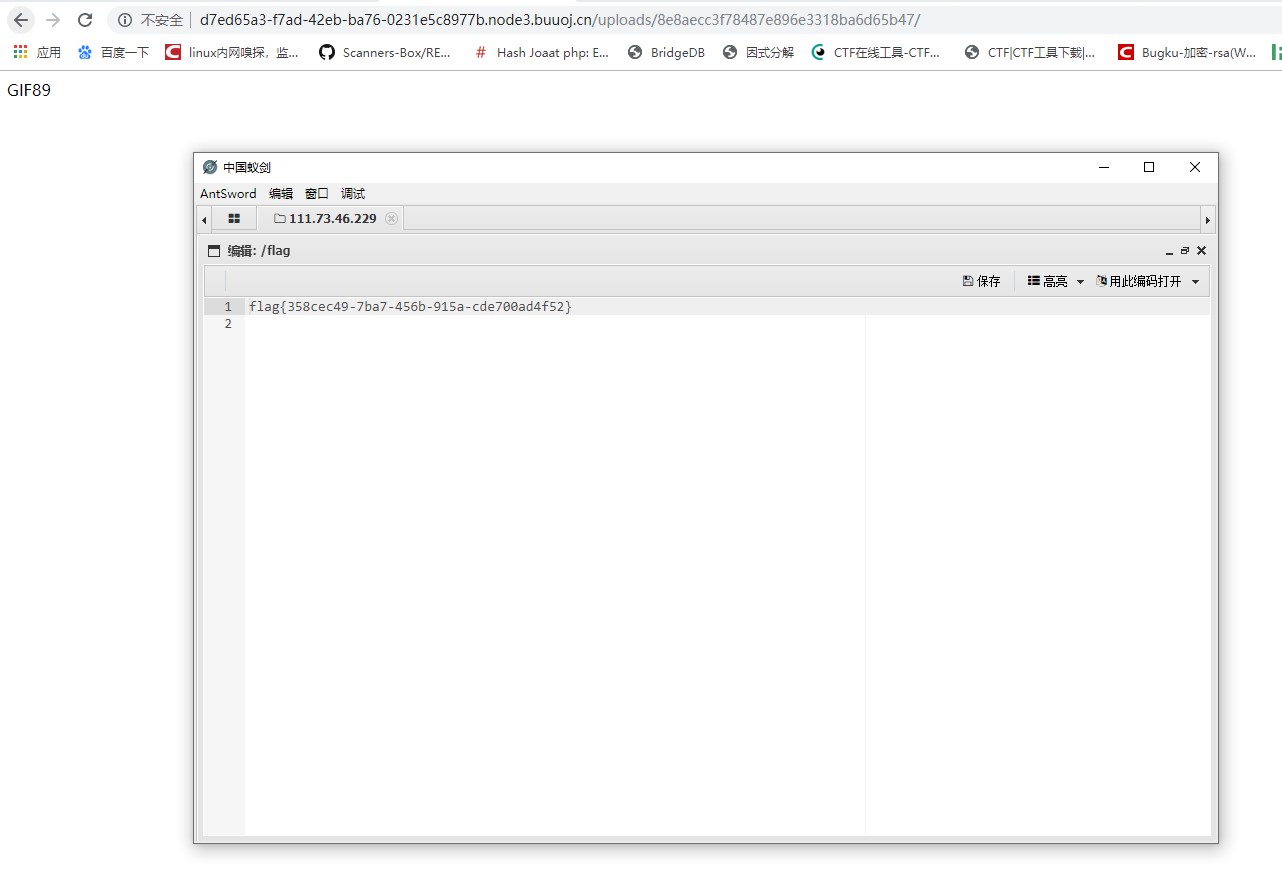 不安全 d7ed65a3-f7ad-42eb-ba76-0231e5c8977b.node3.buuoj.cn/uploads/8e8aecc3f78487e896e3318ba6d65b47/
应用 百度一下 linux内网嗅探，监... Scanners-Box/RE... # Hash Joaat php: E... BridgeDB 因式分解 CTF在线工具-CTF... CTF|CTF工具下载|... Bugku-加密-rsa(W...
GIF89
中国蚁剑
AntSword 编辑 窗口 调试
111.73.46.229
编辑: /flag
保存 高亮 用此编码打开
1 flag{358cec49-7ba7-456b-915a-cde700ad4f52}
2